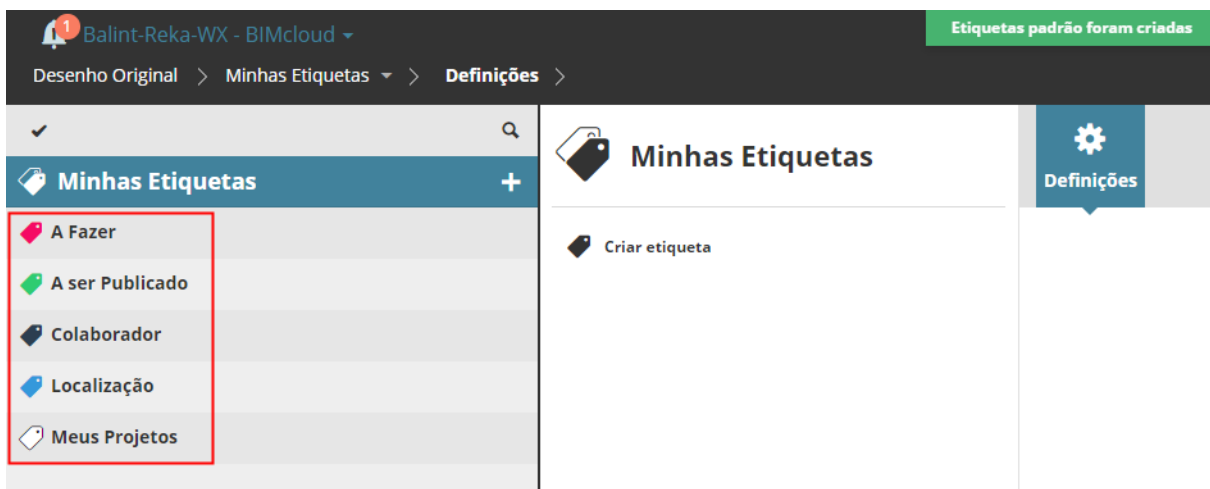 1
Balint-Reka-WX - BIMcloud
Etiquetas padrão foram criadas
Desenho Original > Minhas Etiquetas > Definições >
Minhas Etiquetas +
A Fazer
A ser Publicado
Colaborador
Localização
Meus Projetos
Minhas Etiquetas
Criar etiqueta
Definições